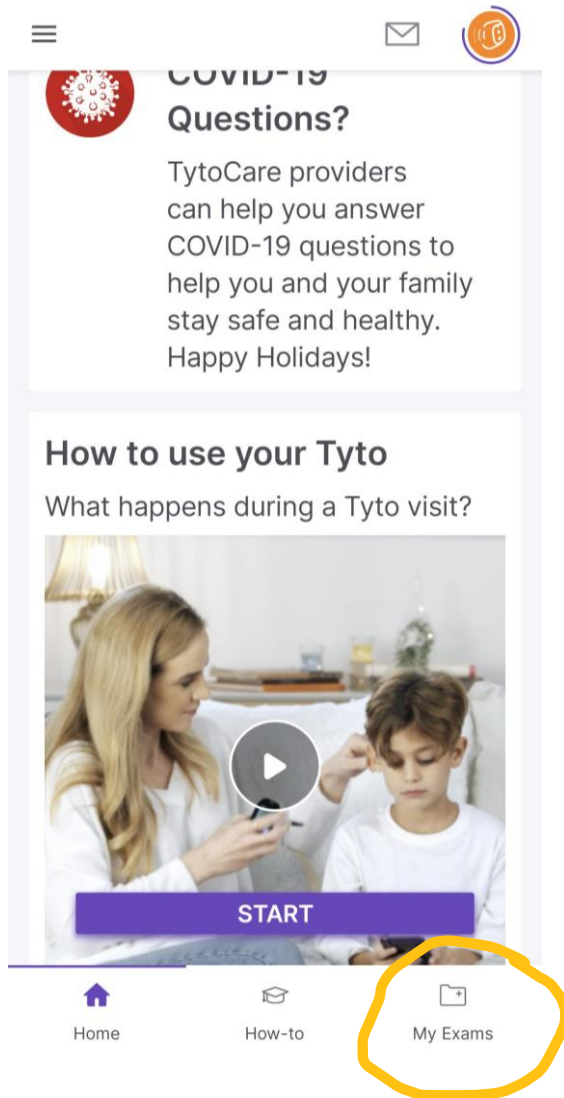 COVID-19
Questions?
TytoCare providers
can help you answer
COVID-19 questions to
help you and your family
stay safe and healthy.
Happy Holidays!
How to use your Tyto
What happens during a Tyto visit?
START
Home
How-to
My Exams